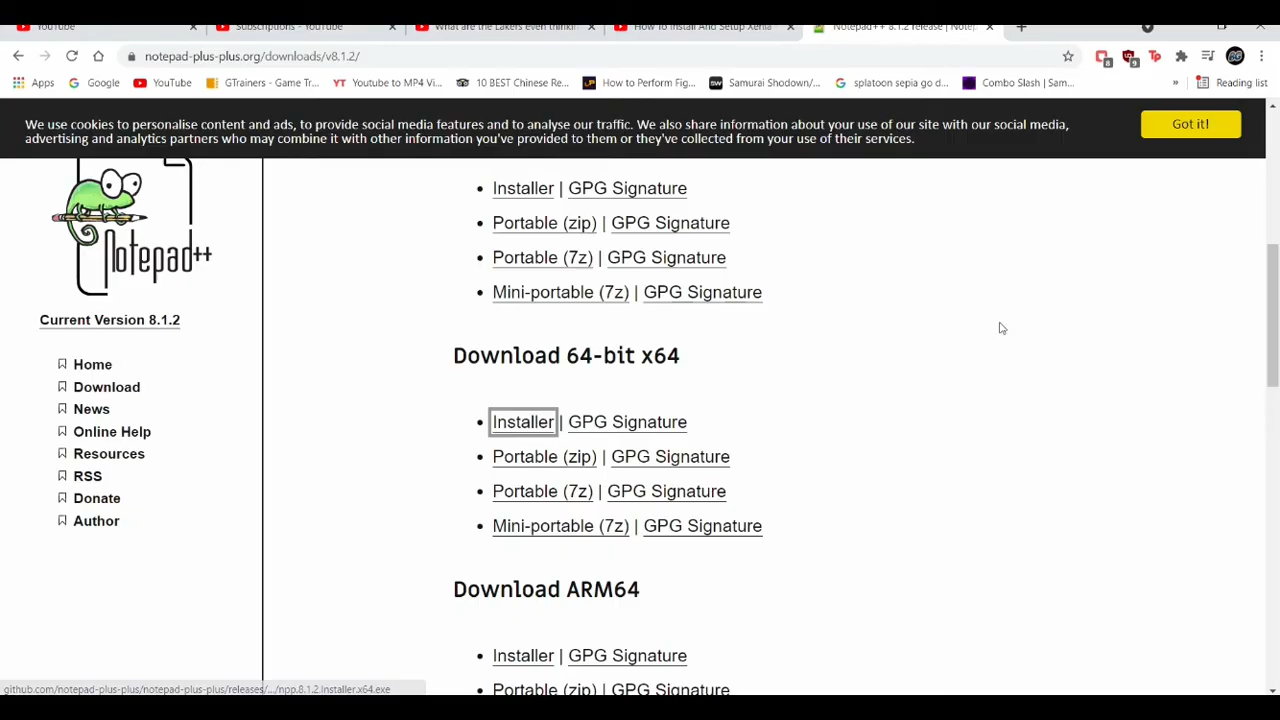 YouTube
Subscriptions - YouTube
What are the Lakers even thinki
How To Install And Setup Xenia
Notepad++ 8.1.2 release | Note
notepad-plus-plus.org/downloads/v8.1.2/
8
9
TP
Apps
Google
YouTube
GTrainers - Game Tr...
YT
Youtube to MP4 Vi...
10 BEST Chinese Re...
How to Perform Fig...
SW
Samurai Shodown/...
splatoon sepia go d...
Combo Slash | Sam...
»
Reading list
We use cookies to personalise content and ads, to provide social media features and to analyse our traffic. We also share information about your use of our site with our social media,
advertising and analytics partners who may combine it with other information you've provided to them or they've collected from your use of their services.
Got it!
Notepad++
Current Version 8.1.2
Home
Download
News
Online Help
Resources
RSS
Donate
Author
• Installer | GPG Signature
• Portable (zip) | GPG Signature
• Portable (7z) | GPG Signature
• Mini-portable (7z) | GPG Signature
Download 64-bit x64
• Installer | GPG Signature
• Portable (zip) | GPG Signature
• Portable (7z) | GPG Signature
• Mini-portable (7z) | GPG Signature
Download ARM64
• Installer | GPG Signature
• Portable (zip) | GPG Signature
github.com/notepad-plus-plus/notepad-plus-plus/releases/.../npp.8.1.2.Installer.x64.exe